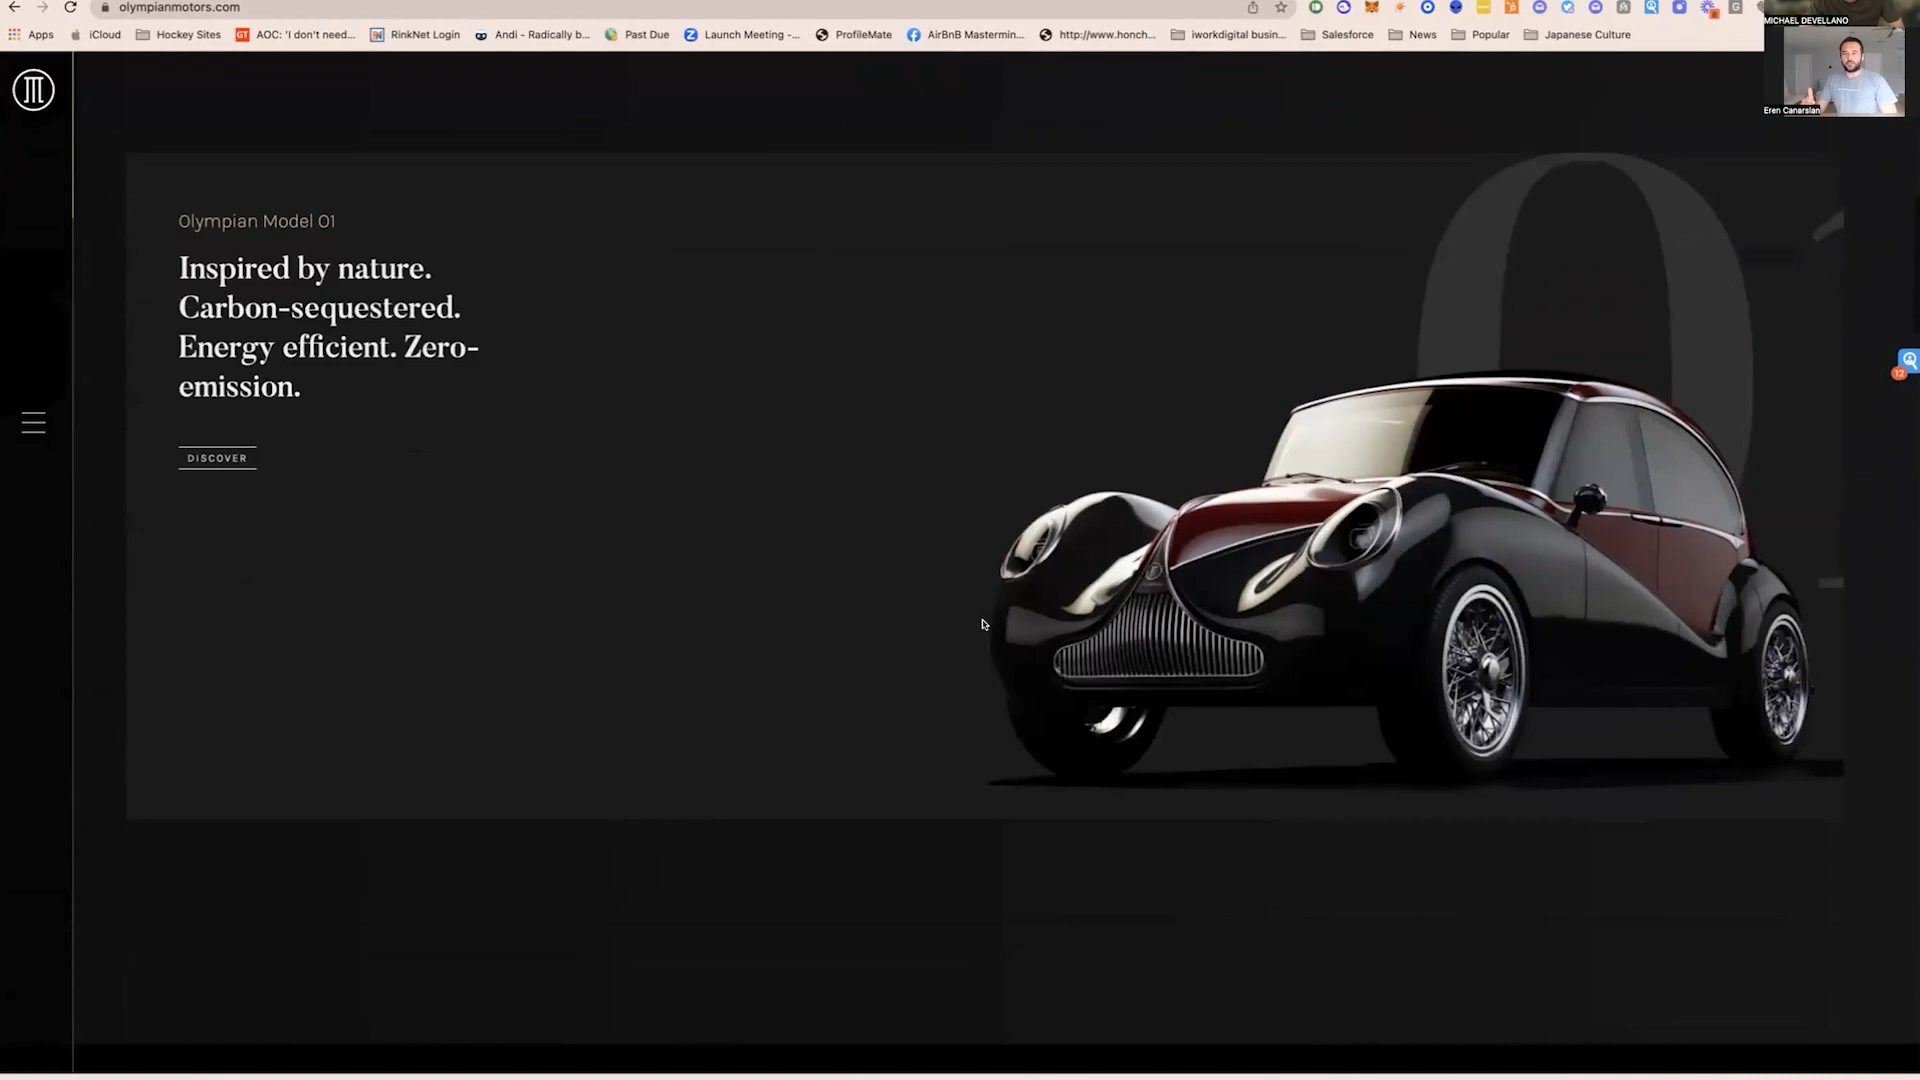 olympianmotors.com
Apps
iCloud
Hockey Sites
AOC: 'I don't need...
RinkNet Login
Andi - Radically b...
Past Due
Launch Meeting -...
ProfileMate
AirBnB Mastermin...
http://www.honch...
iworkdigital busin...
Salesforce
News
Popular
Japanese Culture
MICHAEL DEVELLANO
Eren Canarslan
Olympian Model 01
Inspired by nature.
Carbon-sequestered.
Energy efficient. Zero-
emission.
DISCOVER
0
12